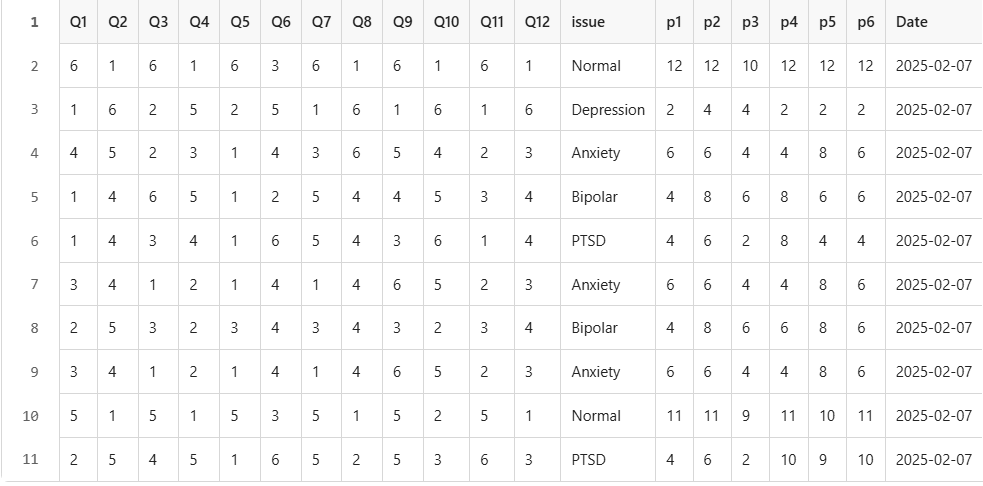 1 Q1 Q2 Q3 Q4 Q5 Q6 Q7 Q8 Q9 Q10 Q11 Q12 issue p1 p2 p3 p4 p5 p6 Date
2 6 1 6 1 6 3 6 1 6 1 6 1 Normal 12 12 10 12 12 12 2025-02-07
3 1 6 2 5 2 5 1 6 1 6 1 6 Depression 2 4 4 2 2 2 2025-02-07
4 4 5 2 3 1 4 3 6 5 4 2 3 Anxiety 6 6 4 4 8 6 2025-02-07
5 1 4 6 5 1 2 5 4 4 5 3 4 Bipolar 4 8 6 8 6 6 2025-02-07
6 1 4 3 4 1 6 5 4 3 6 1 4 PTSD 4 6 2 8 4 4 2025-02-07
7 3 4 1 2 1 4 1 4 6 5 2 3 Anxiety 6 6 4 4 8 6 2025-02-07
8 2 5 3 2 3 4 3 4 3 2 3 4 Bipolar 4 8 6 6 8 6 2025-02-07
9 3 4 1 2 1 4 1 4 6 5 2 3 Anxiety 6 6 4 4 8 6 2025-02-07
10 5 1 5 1 5 3 5 1 5 2 5 1 Normal 11 11 9 11 10 11 2025-02-07
11 2 5 4 5 1 6 5 2 5 3 6 3 PTSD 4 6 2 10 9 10 2025-02-07